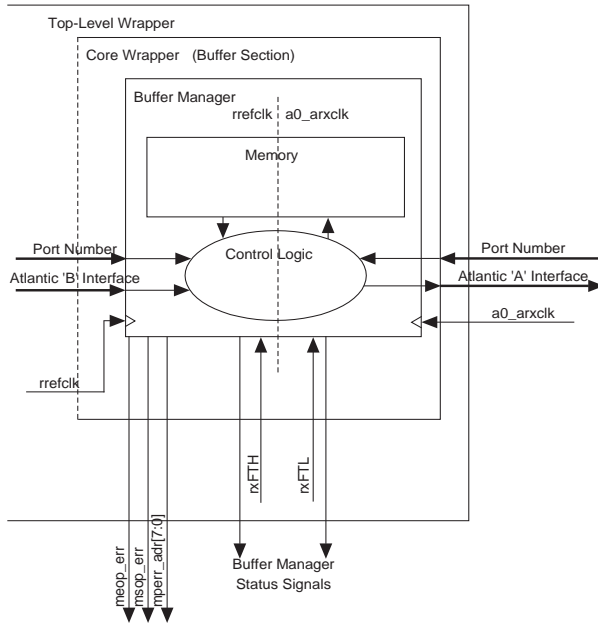 Top-Level Wrapper
Core Wrapper (Buffer Section)
Buffer Manager
rrefclk a0_arxclk
Memory
Control Logic
Port Number
Port Number
Atlantic 'B' Interface
Atlantic 'A' Interface
a0_arxclk
rrefclk
rxFTH
rxFTL
meop_err
msop_err
mperr_adr[7:0]
Buffer Manager
Status Signals